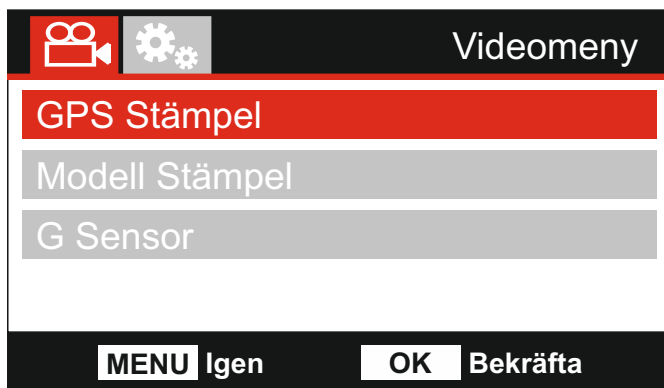 Videomeny
GPS Stämpel
Modell Stämpel
G Sensor
MENU Igen OK Bekräfta